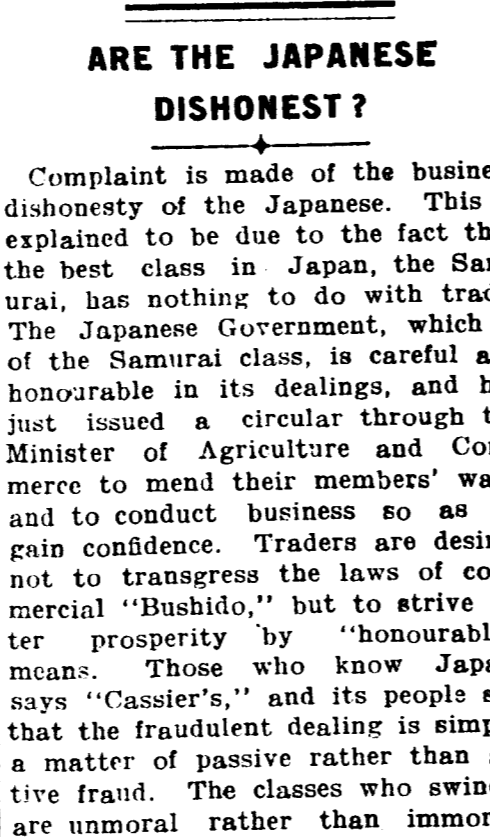 ARE THE JAPANESE
DISHONEST?
Complaint is made of the busine
dishonesty of the Japanese. This
explained to be due to the fact th
the best class in Japan, the Sam
urai, has nothing to do with trad
The Japanese Government, which
of the Samurai class, is careful a
honourable in its dealings, and h
just issued a circular through t
Minister of Agriculture and Com
merce to mend their members' wa
and to conduct business so as
gain confidence. Traders are desir
not to transgress the laws of co
mercial "Bushido," but to strive
ter prosperity by "honourabl
means. Those who know Japa
says "Cassier's," and its people s
that the fraudulent dealing is simp
a matter of passive rather than
tive fraud. The classes who swin
are unmoral rather than immor